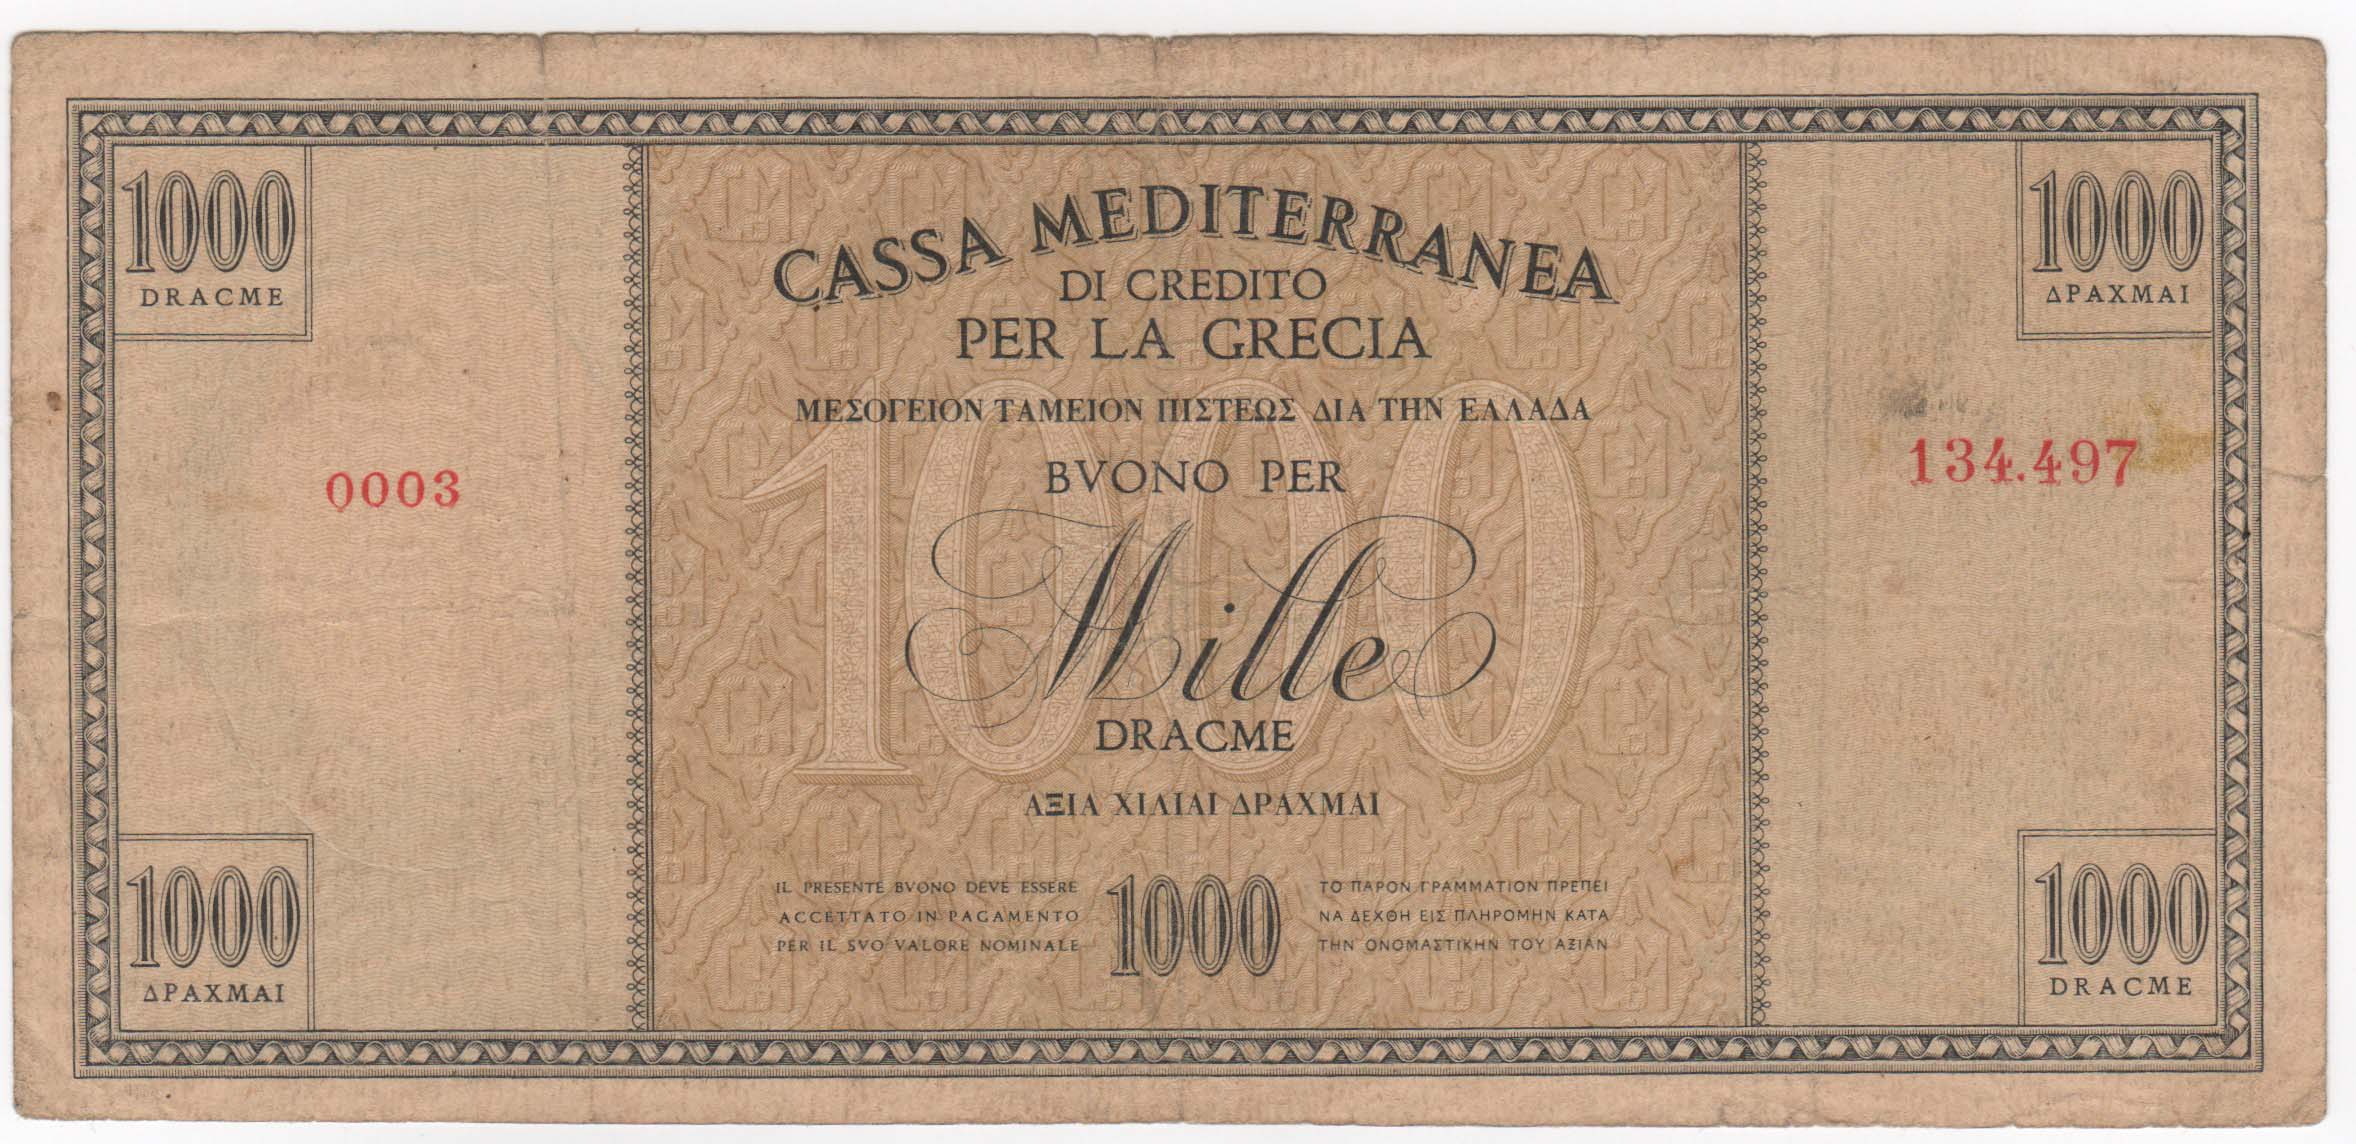 1000
DRACME
1000
ΔΡΑΧΜΑΙ
CASSA MEDITERRANEA
DI CREDITO
PER LA GRECIA
ΜΕΣΟΓΕΙΟΝ ΤΑΜΕΙΟΝ ΠΙΣΤΕΩΣ ΔΙΑ ΤΗΝ ΕΛΛΑΔΑ
BVONO PER
0003
134.497
1000
Mille
DRACME
ΑΞΙΑ ΧΙΛΙΑΙ ΔΡΑΧΜΑΙ
IL PRESENTE BVONO DEVE ESSERE
ACCETTATO IN PAGAMENTO
PER IL SVO VALORE NOMINALE
1000
ΤΟ ΠΑΡΟΝ ΓΡΑΜΜΑΤΙΟΝ ΠΡΕΠΕΙ
ΝΑ ΔΕΧΘΗ ΕΙΣ ΠΛΗΡΟΜΗΝ ΚΑΤΑ
ΤΗΝ ΟΝΟΜΑΣΤΙΚΗΝ ΤΟΥ ΑΞΙΑΝ
1000
ΔΡΑΧΜΑΙ
1000
DRACME